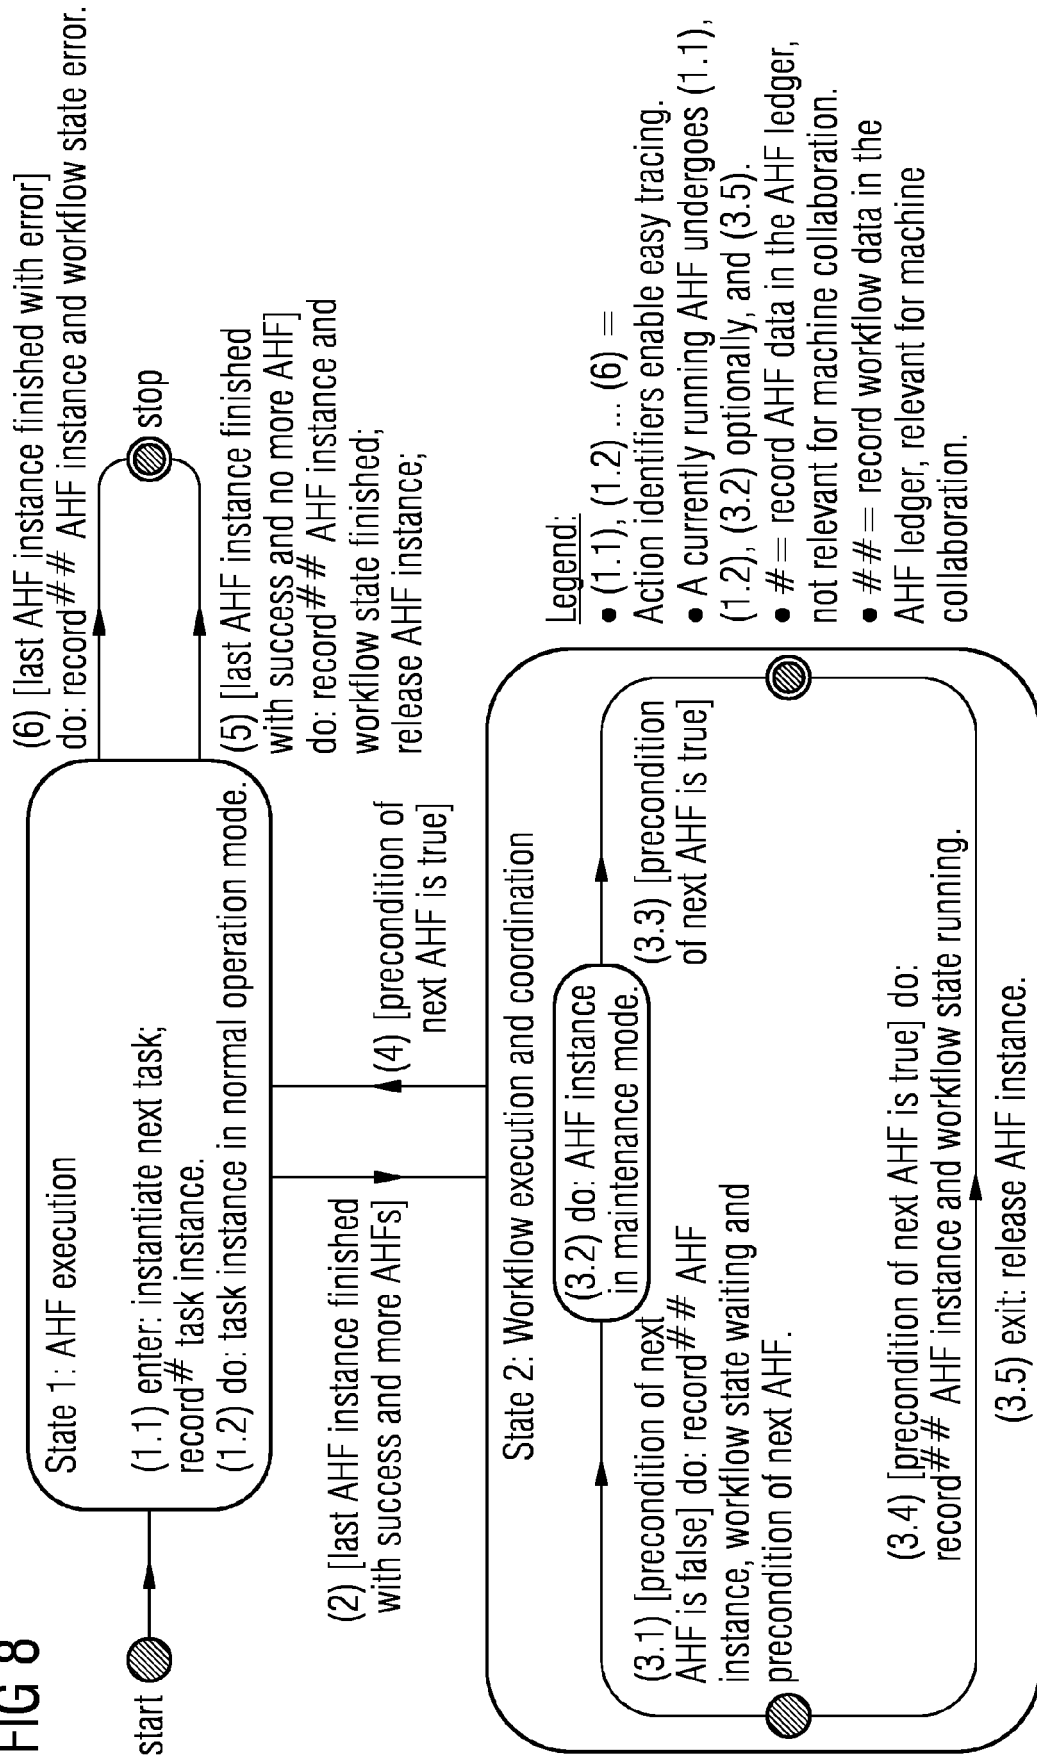 FIG 8
start
State 1: AHF execution
(1.1) enter: instantiate next task;
record# task instance.
(1.2) do: task instance in normal operation mode.
(6) [last AHF instance finished with error]
do: record## AHF instance and workflow state error.
stop
(5) [last AHF instance finished
with success and no more AHF]
do: record## AHF instance and
workflow state finished;
release AHF instance;
(2) [last AHF instance finished
with success and more AHFs]
(4) [precondition of
next AHF is true]
State 2: Workflow execution and coordination
(3.1) [precondition of next
AHF is false] do: record## AHF
instance, workflow state waiting and
precondition of next AHF.
(3.2) do: AHF instance
in maintenance mode.
(3.3) [precondition
of next AHF is true]
(3.4) [precondition of next AHF is true] do:
record## AHF instance and workflow state running.
(3.5) exit: release AHF instance.
Legend:
• (1.1), (1.2) ... (6) =
Action identifiers enable easy tracing.
• A currently running AHF undergoes (1.1),
(1.2), (3.2) optionally, and (3.5).
• # = record AHF data in the AHF ledger,
not relevant for machine collaboration.
• ## = record workflow data in the
AHF ledger, relevant for machine
collaboration.